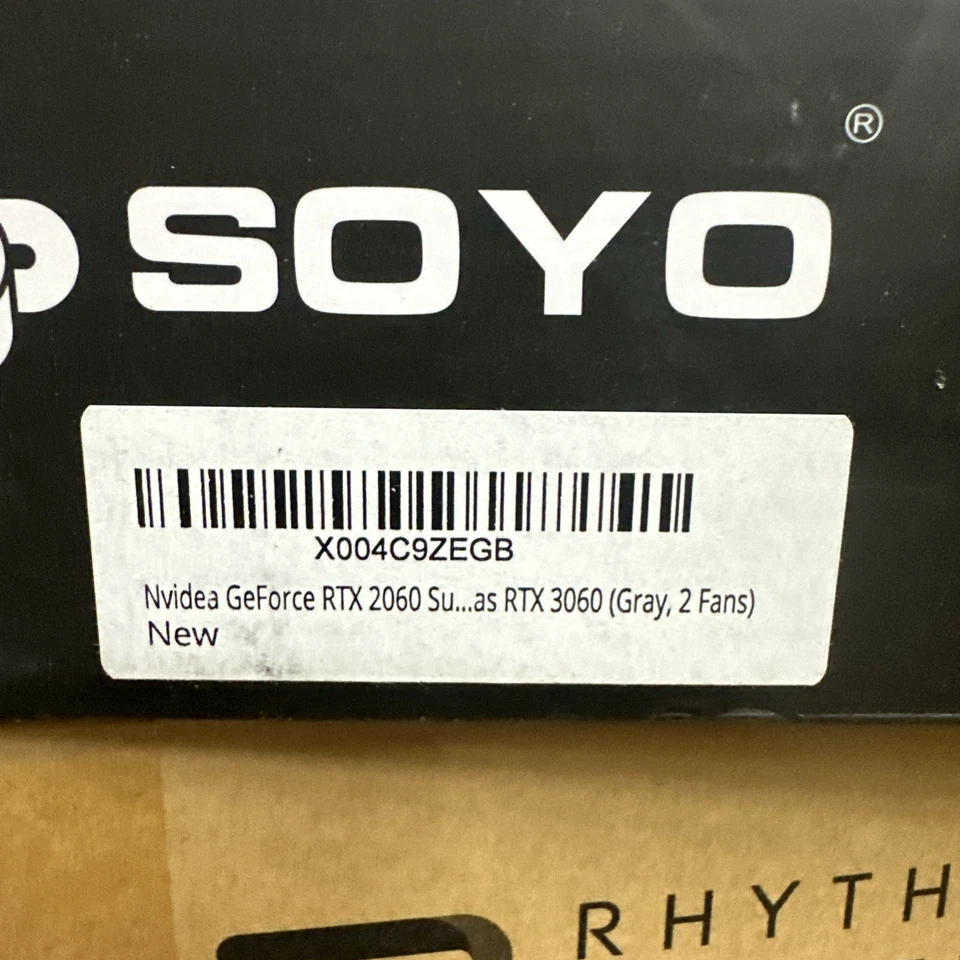 ®
SOYO
X004C9ZEGB
Nvidea GeForce RTX 2060 Su...as RTX 3060 (Gray, 2 Fans)
New
RHYTH